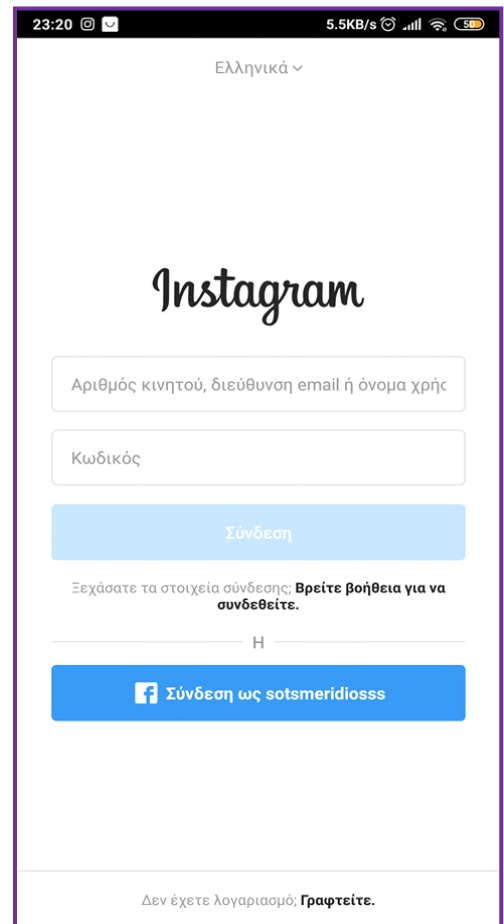 23:20 5.5KB/s 50
Ελληνικά
Instagram
Αριθμός κινητού, διεύθυνση email ή όνομα χρής
Κωδικός
Σύνδεση
Ξεχάσατε τα στοιχεία σύνδεσης; Βρείτε βοήθεια για να
συνδεθείτε.
Η
Σύνδεση ως sotsmeridiosss
Δεν έχετε λογαριασμό; Γραφτείτε.